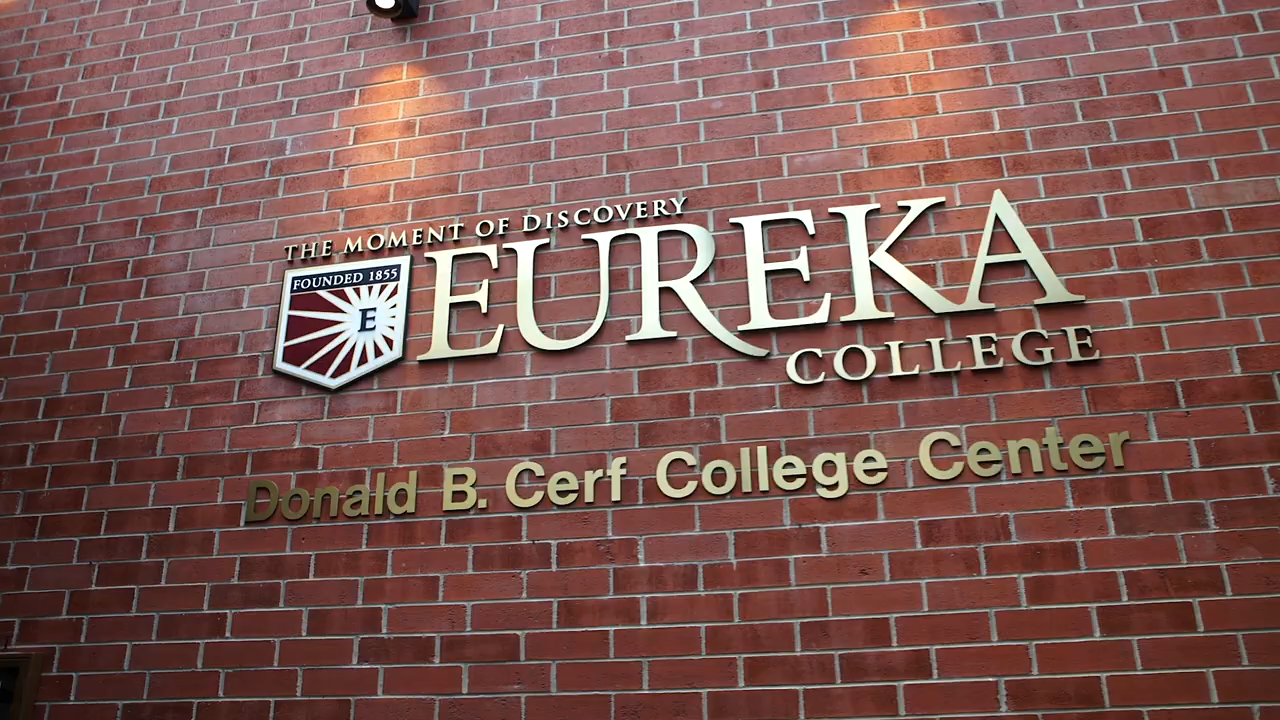 THE MOMENT OF DISCOVERY
FOUNDED 1855
E
EUREKA
COLLEGE
Donald B. Cerf College Center